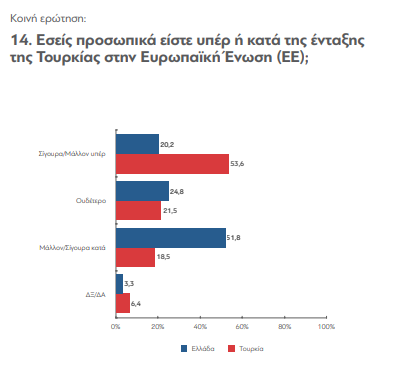 Κοινή ερώτηση:
14. Εσείς προσωπικά είστε υπέρ ή κατά της ένταξης
της Τουρκίας στην Ευρωπαϊκή Ένωση (ΕΕ);
Σίγουρα/Μάλλον υπέρ
20,2
53,6
Ουδέτερο
24,8
21,5
Μάλλον/Σίγουρα κατά
51,8
18,5
ΔΞ/ΔΑ
3,3
6,4
0% 20% 40% 60% 80% 100%
Ελλάδα Τουρκία